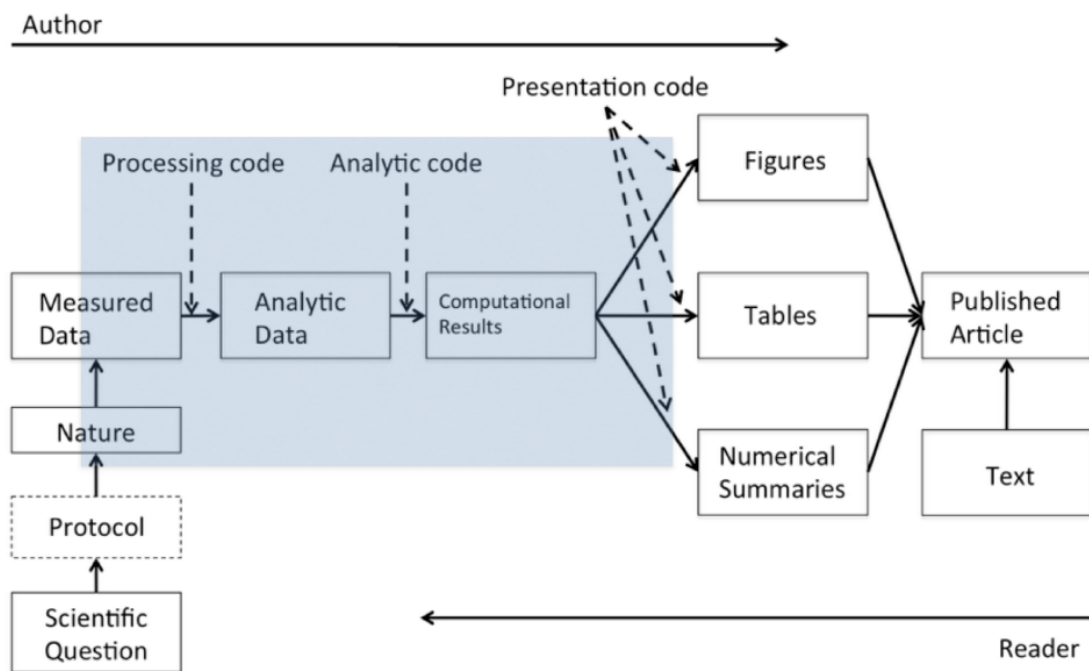 Author
Presentation code
Processing code
Analytic code
Figures
Measured
Data
Analytic
Data
Computational
Results
Tables
Published
Article
Nature
Numerical
Summaries
Text
Protocol
Scientific
Question
Reader